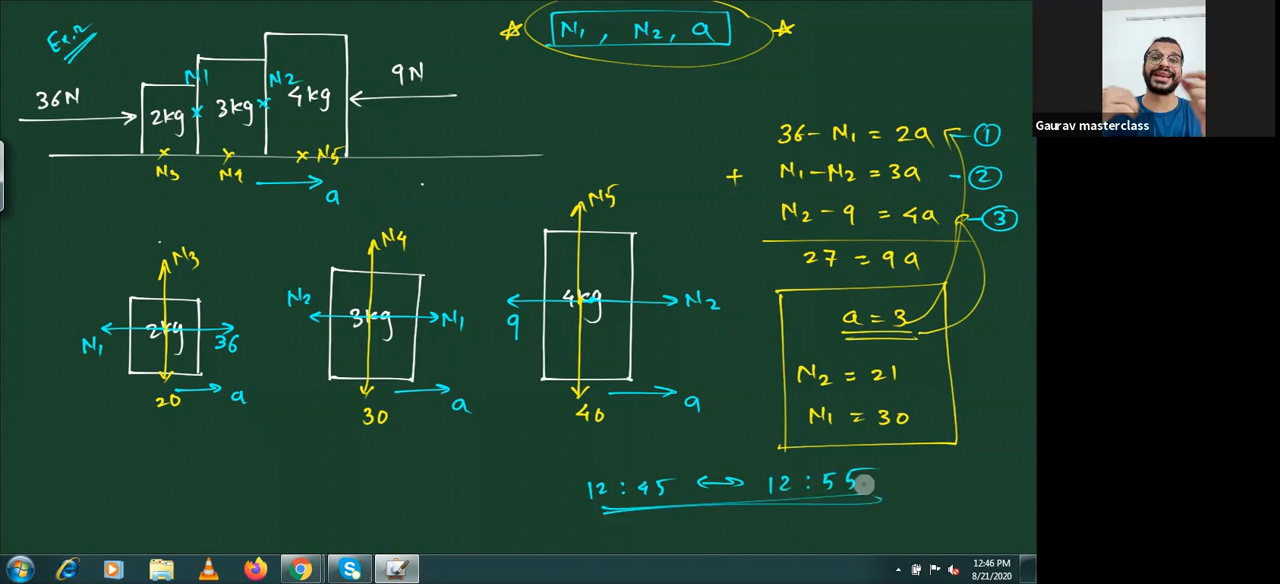 Ex.2
N1, N2, a
36N
2kg
N1
3kg
N2
4kg
9N
N3
N4
N5
a
36 - N1 = 2a - ①
+ N1 - N2 = 3a - ②
N2 - 9 = 4a - ③
27 = 9a
a = 3
N2 = 21
N1 = 30
N3
N1
2kg
36
20
a
N4
N2
3kg
N1
30
a
N5
9
4kg
N2
40
a
12:45 ↔ 12:55
Gaurav masterclass
12:46 PM
8/21/2020